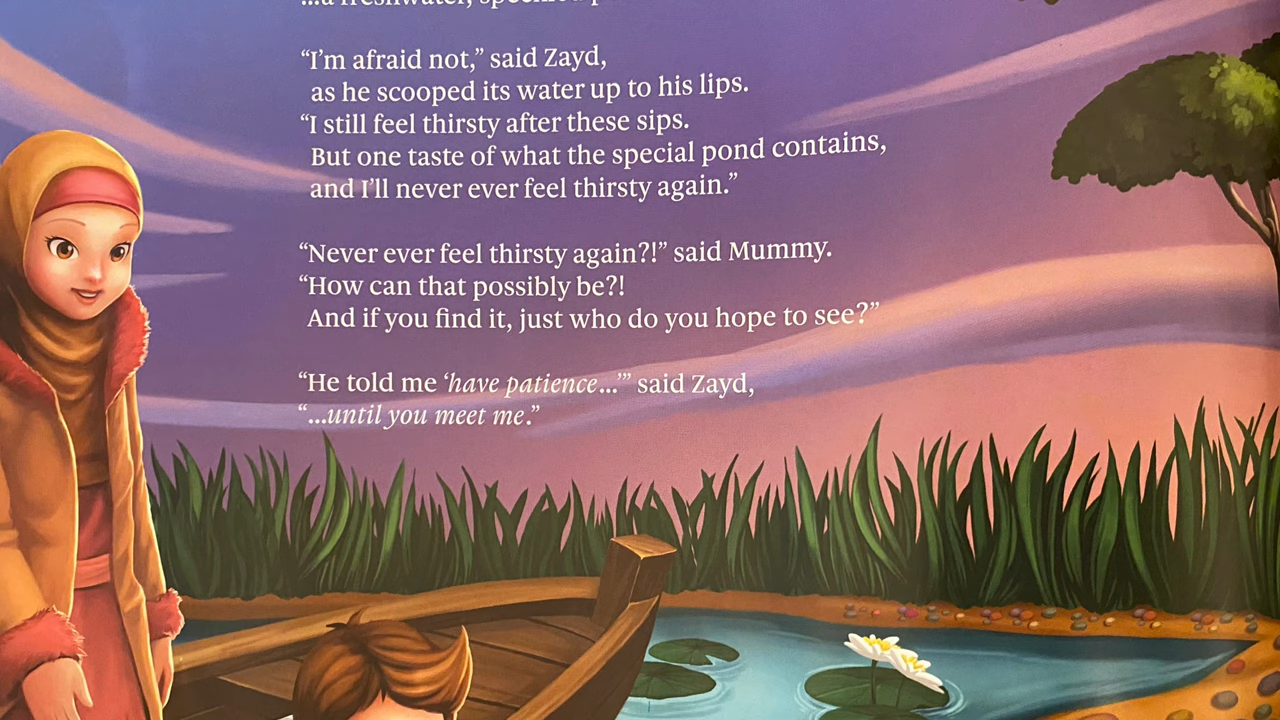 ...a freshwater, speckled
"I'm afraid not," said Zayd,
as he scooped its water up to his lips.
"I still feel thirsty after these sips.
But one taste of what the special pond contains,
and I'll never ever feel thirsty again."
"Never ever feel thirsty again?!" said Mummy.
"How can that possibly be?!
And if you find it, just who do you hope to see?"
"He told me 'have patience...'" said Zayd,
"...until you meet me."